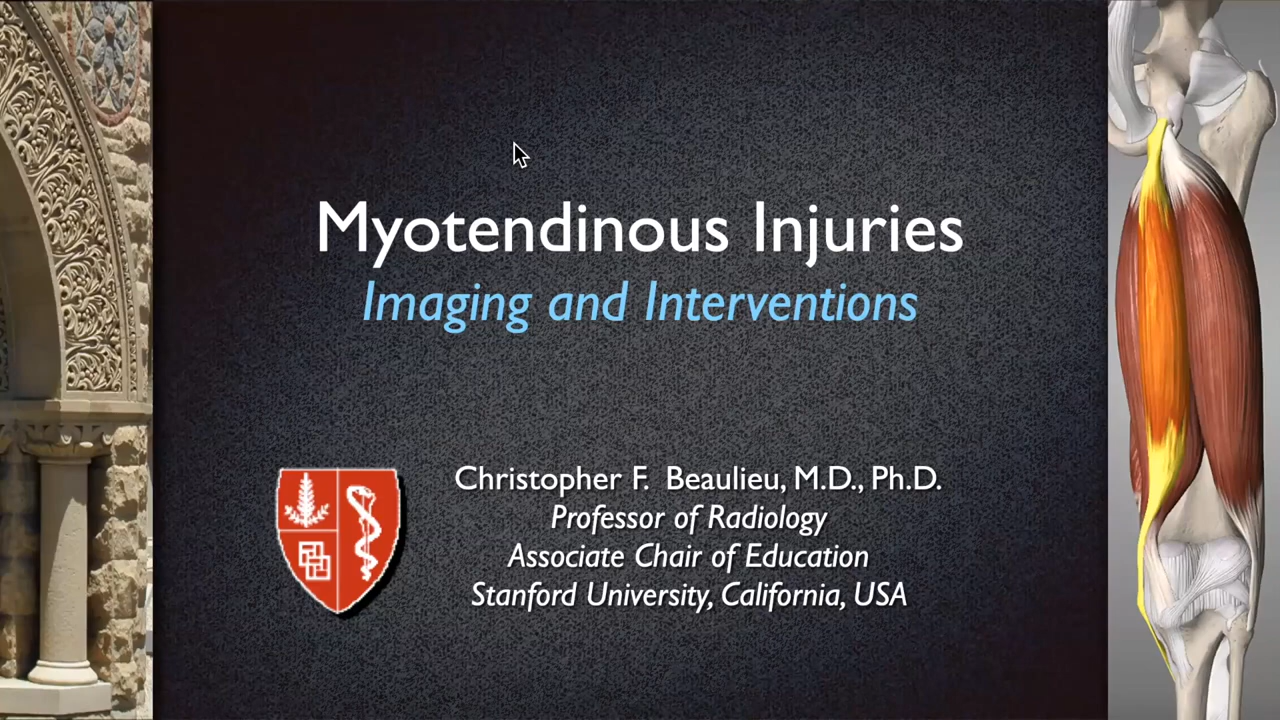 Myotendinous Injuries
Imaging and Interventions
Christopher F. Beaulieu, M.D., Ph.D.
Professor of Radiology
Associate Chair of Education
Stanford University, California, USA